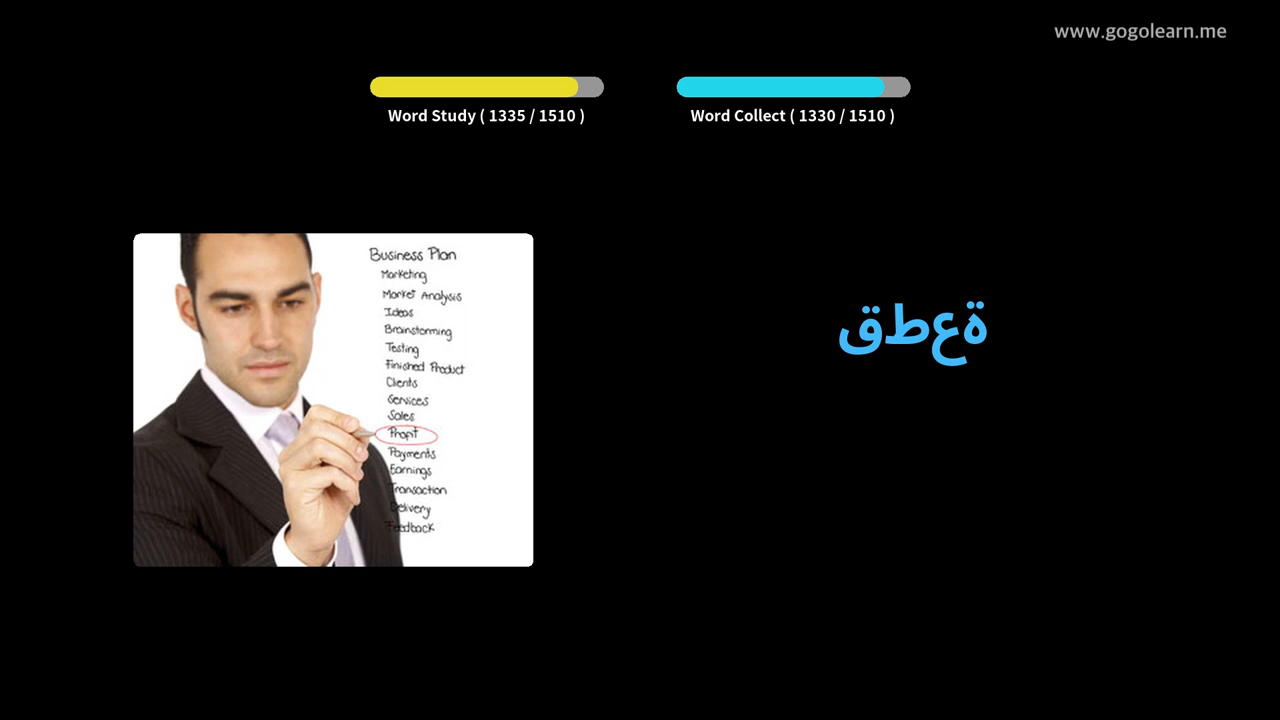 www.gogolearn.me
Word Study ( 1335 / 1510 )
Word Collect ( 1330 / 1510 )
Business Plan
Marketing
Market Analysis
Ideas
Brainstorming
Testing
Finished Product
Clients
Services
Sales
Profit
Payments
Earnings
Transaction
Delivery
Feedback
قطعة